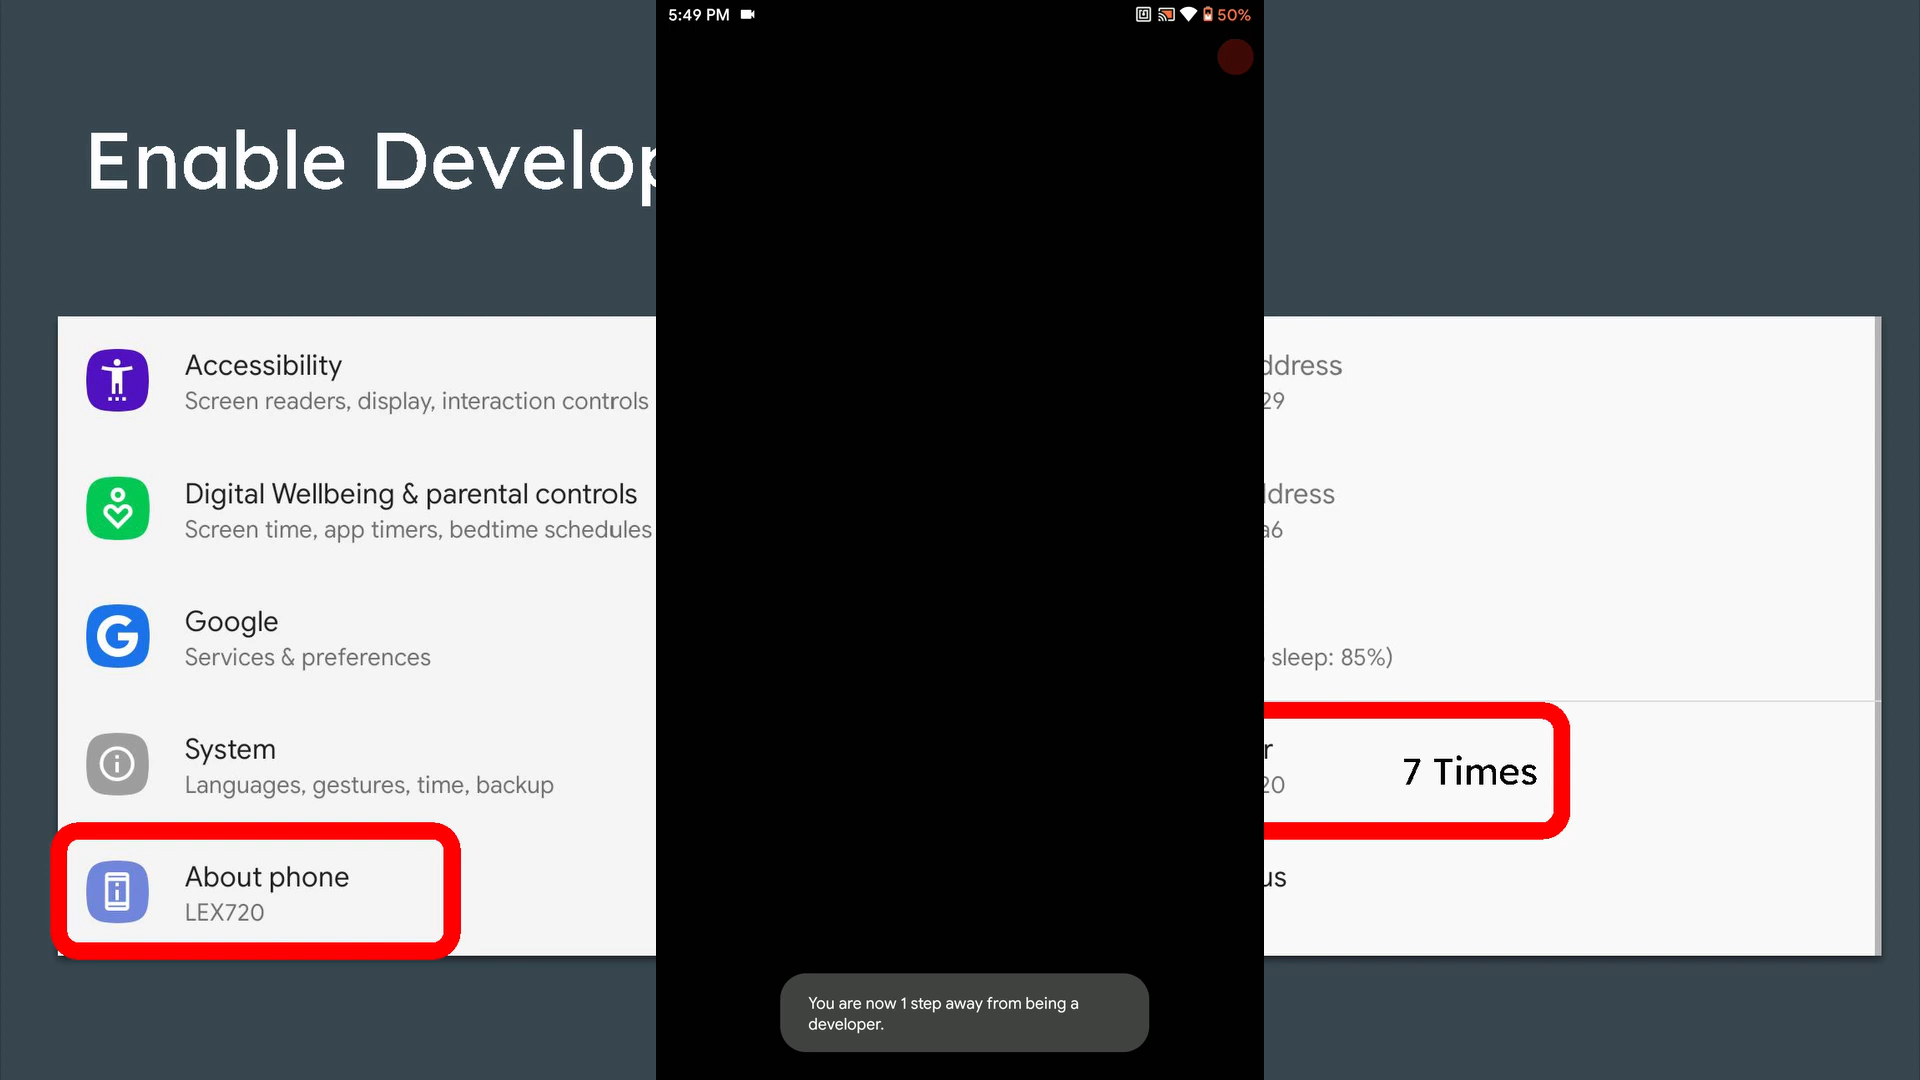 5:49 PM
50%
Enable Develop
Accessibility
Screen readers, display, interaction controls
Digital Wellbeing & parental controls
Screen time, app timers, bedtime schedules
Google
Services & preferences
System
Languages, gestures, time, backup
About phone
LEX720
ddress
29
dress
a6
sleep: 85%)
r
20
7 Times
us
You are now 1 step away from being a
developer.